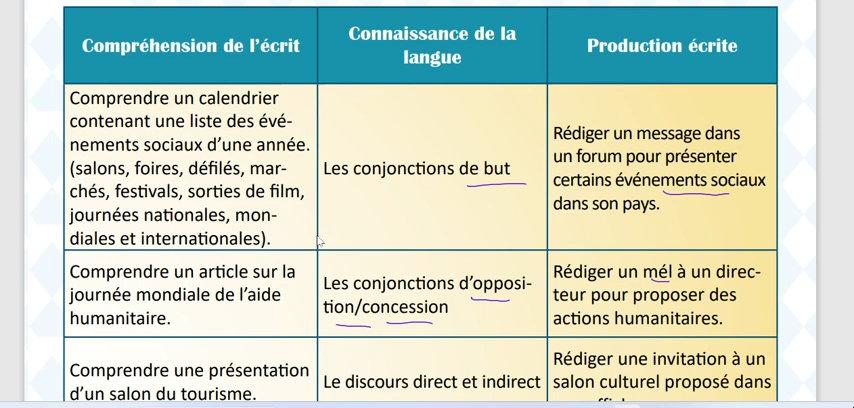 Compréhension de l'écrit
Connaissance de la
langue
Production écrite
Comprendre un calendrier
contenant une liste des évé-
nements sociaux d'une année.
(salons, foires, défilés, mar-
chés, festivals, sorties de film,
journées nationales, mon-
diales et internationales).
Les conjonctions de but
Rédiger un message dans
un forum pour présenter
certains événements sociaux
dans son pays.
Comprendre un article sur la
journée mondiale de l'aide
humanitaire.
Les conjonctions d'opposi-
tion/concession
Rédiger un mél à un direc-
teur pour proposer des
actions humanitaires.
Comprendre une présentation
d'un salon du tourisme.
Le discours direct et indirect
Rédiger une invitation à un
salon culturel proposé dans